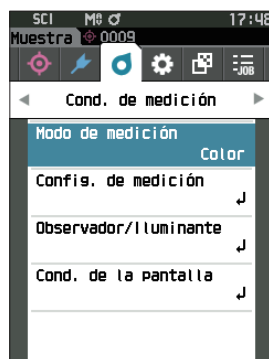 SCI M0 ♂ 17:48
Muestra 0009
JOB
Cond. de medición
Modo de medición
Color
Config. de medición
Observador/Iluminante
Cond. de la pantalla